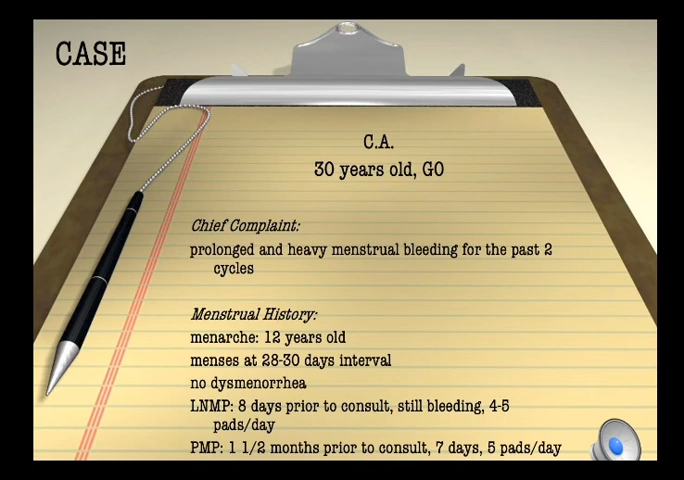 CASE
C.A.
30 years old, G0
Chief Complaint:
prolonged and heavy menstrual bleeding for the past 2
cycles
Menstrual History:
menarche: 12 years old
menses at 28-30 days interval
no dysmenorrhea
LNMP: 8 days prior to consult, still bleeding, 4-5
pads/day
PMP: 1 1/2 months prior to consult, 7 days, 5 pads/day